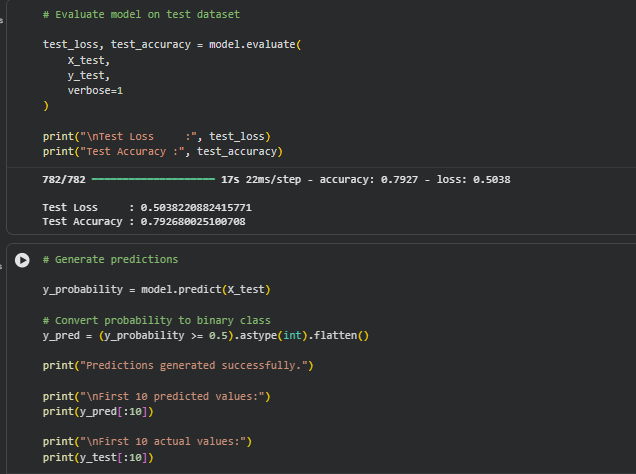 # Evaluate model on test dataset
test_loss, test_accuracy = model.evaluate(
X_test,
y_test,
verbose=1
)
print("\nTest Loss     :", test_loss)
print("Test Accuracy :", test_accuracy)
782/782 ━━━━━━━━━━━━━━━━━━━━ 17s 22ms/step - accuracy: 0.7927 - loss: 0.5038
Test Loss     : 0.5038220882415771
Test Accuracy : 0.792680025100708
# Generate predictions
y_probability = model.predict(X_test)
# Convert probability to binary class
y_pred = (y_probability >= 0.5).astype(int).flatten()
print("Predictions generated successfully.")
print("\nFirst 10 predicted values:")
print(y_pred[:10])
print("\nFirst 10 actual values:")
print(y_test[:10])